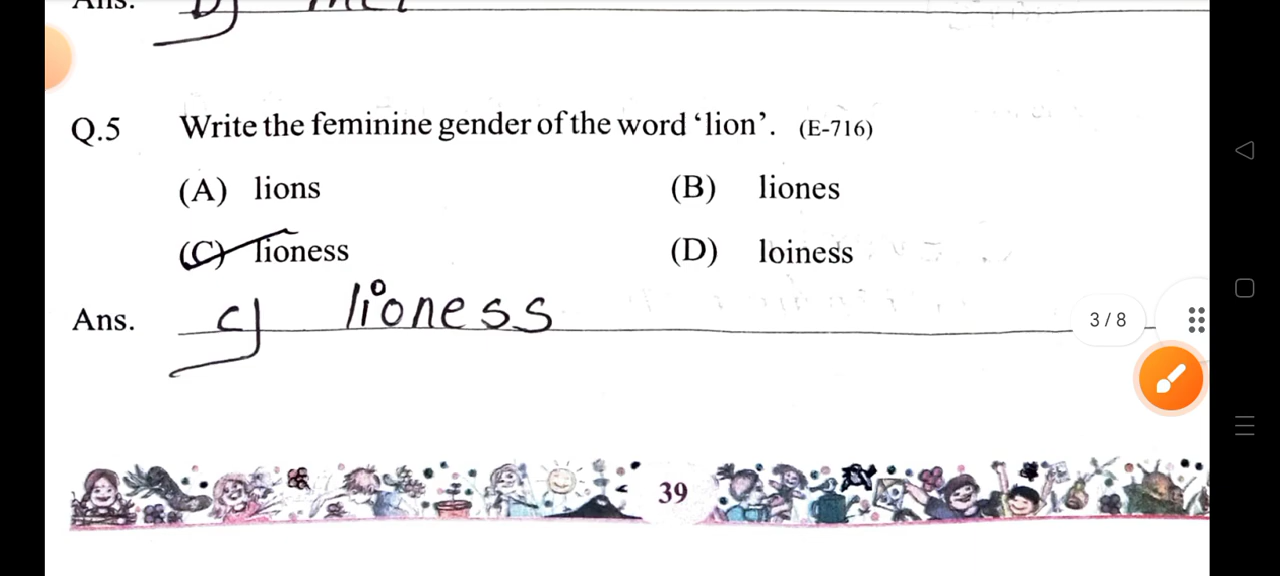 Ans.
Q.5 Write the feminine gender of the word ‘lion’. (E-716)
(A) lions (B) liones
(C) lioness (D) loiness
Ans. c) lioness
3 / 8
39